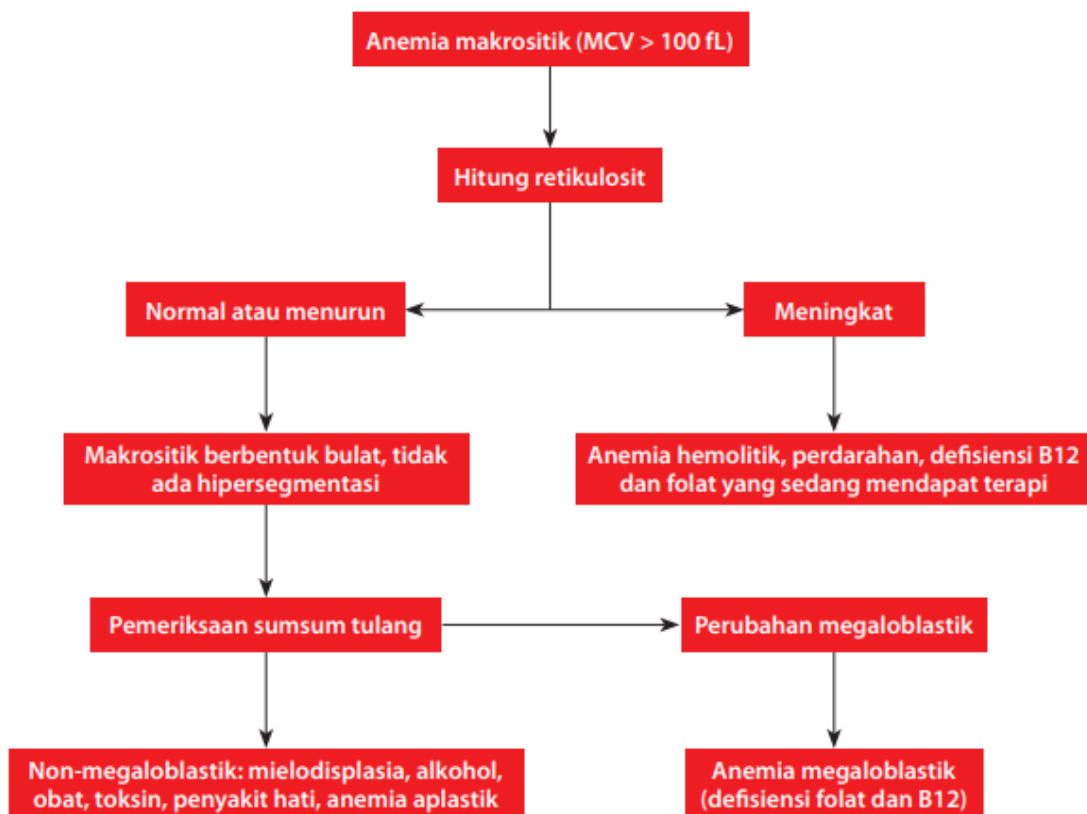 Anemia makrositik (MCV > 100 fL)
Hitung retikulosit
Normal atau menurun
Meningkat
Makrositik berbentuk bulat, tidak
ada hipersegmentasi
Anemia hemolitik, perdarahan, defisiensi B12
dan folat yang sedang mendapat terapi
Pemeriksaan sumsum tulang
Perubahan megaloblastik
Non-megaloblastik: mielodisplasia, alkohol,
obat, toksin, penyakit hati, anemia aplastik
Anemia megaloblastik
(defisiensi folat dan B12)